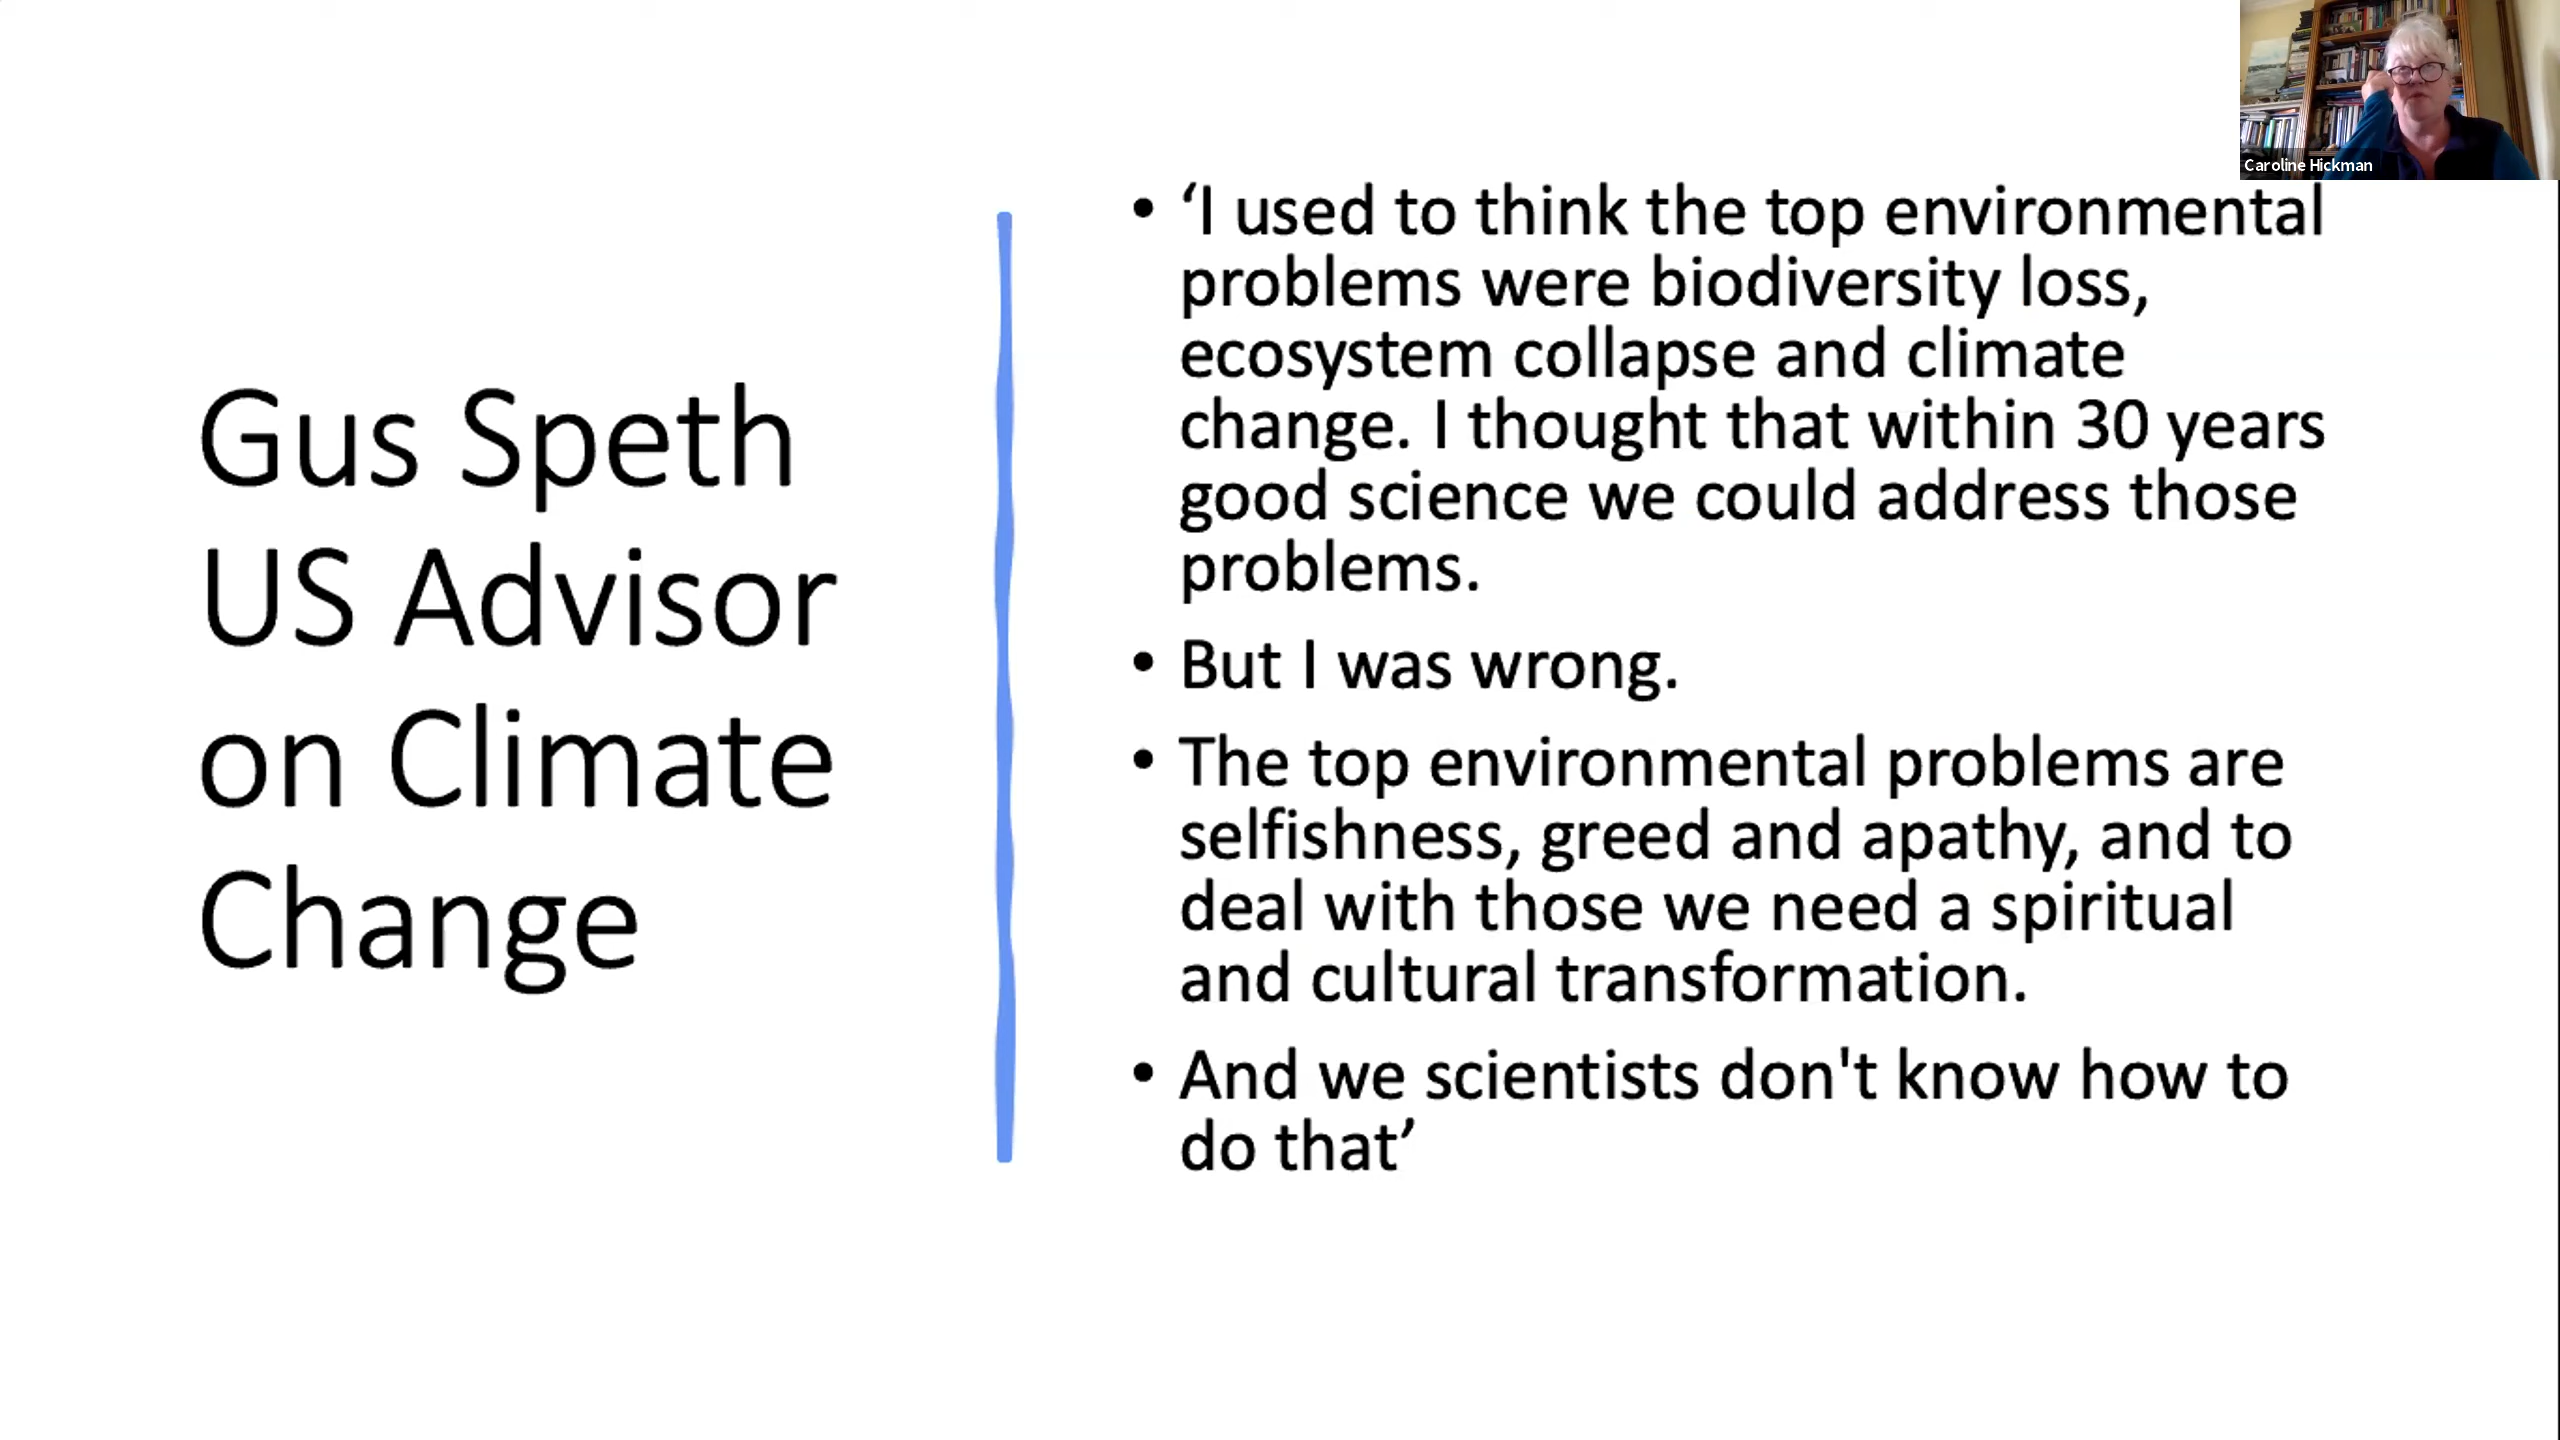 Gus Speth
US Advisor
on Climate
Change
• ‘I used to think the top environmental
problems were biodiversity loss,
ecosystem collapse and climate
change. I thought that within 30 years
good science we could address those
problems.
• But I was wrong.
• The top environmental problems are
selfishness, greed and apathy, and to
deal with those we need a spiritual
and cultural transformation.
• And we scientists don't know how to
do that’
Caroline Hickman